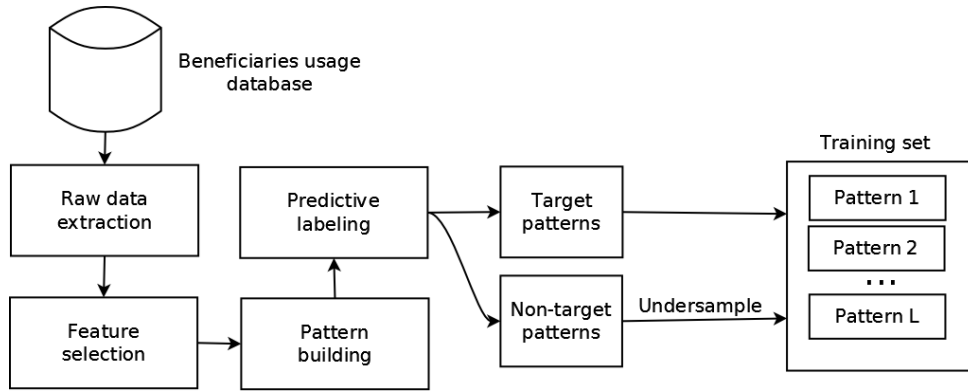 Beneficiaries usage
database
Raw data
extraction
Feature
selection
Pattern
building
Predictive
labeling
Target
patterns
Non-target
patterns
Undersample
Training set
Pattern 1
Pattern 2
...
Pattern L